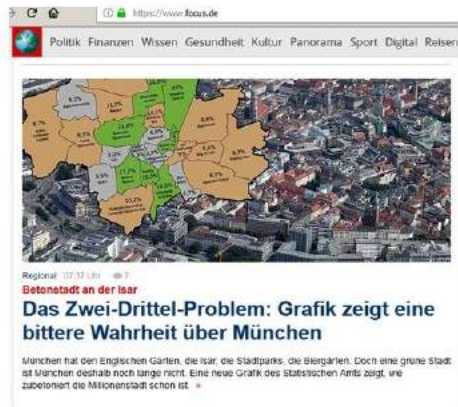 https://www.focus.de
Politik Finanzen Wissen Gesundheit Kultur Panorama Sport Digital Reisen
Regional 07:37 Uhr 7
Betonstadt an der Isar
Das Zwei-Drittel-Problem: Grafik zeigt eine
bittere Wahrheit über München
München hat den Englischen Garten, die Isar, die Stadtparks, die Biergärten. Doch eine grüne Stadt
ist München deshalb noch lange nicht. Eine neue Grafik des Statistischen Amts zeigt, wie
zubetoniert die Millionenstadt schon ist.